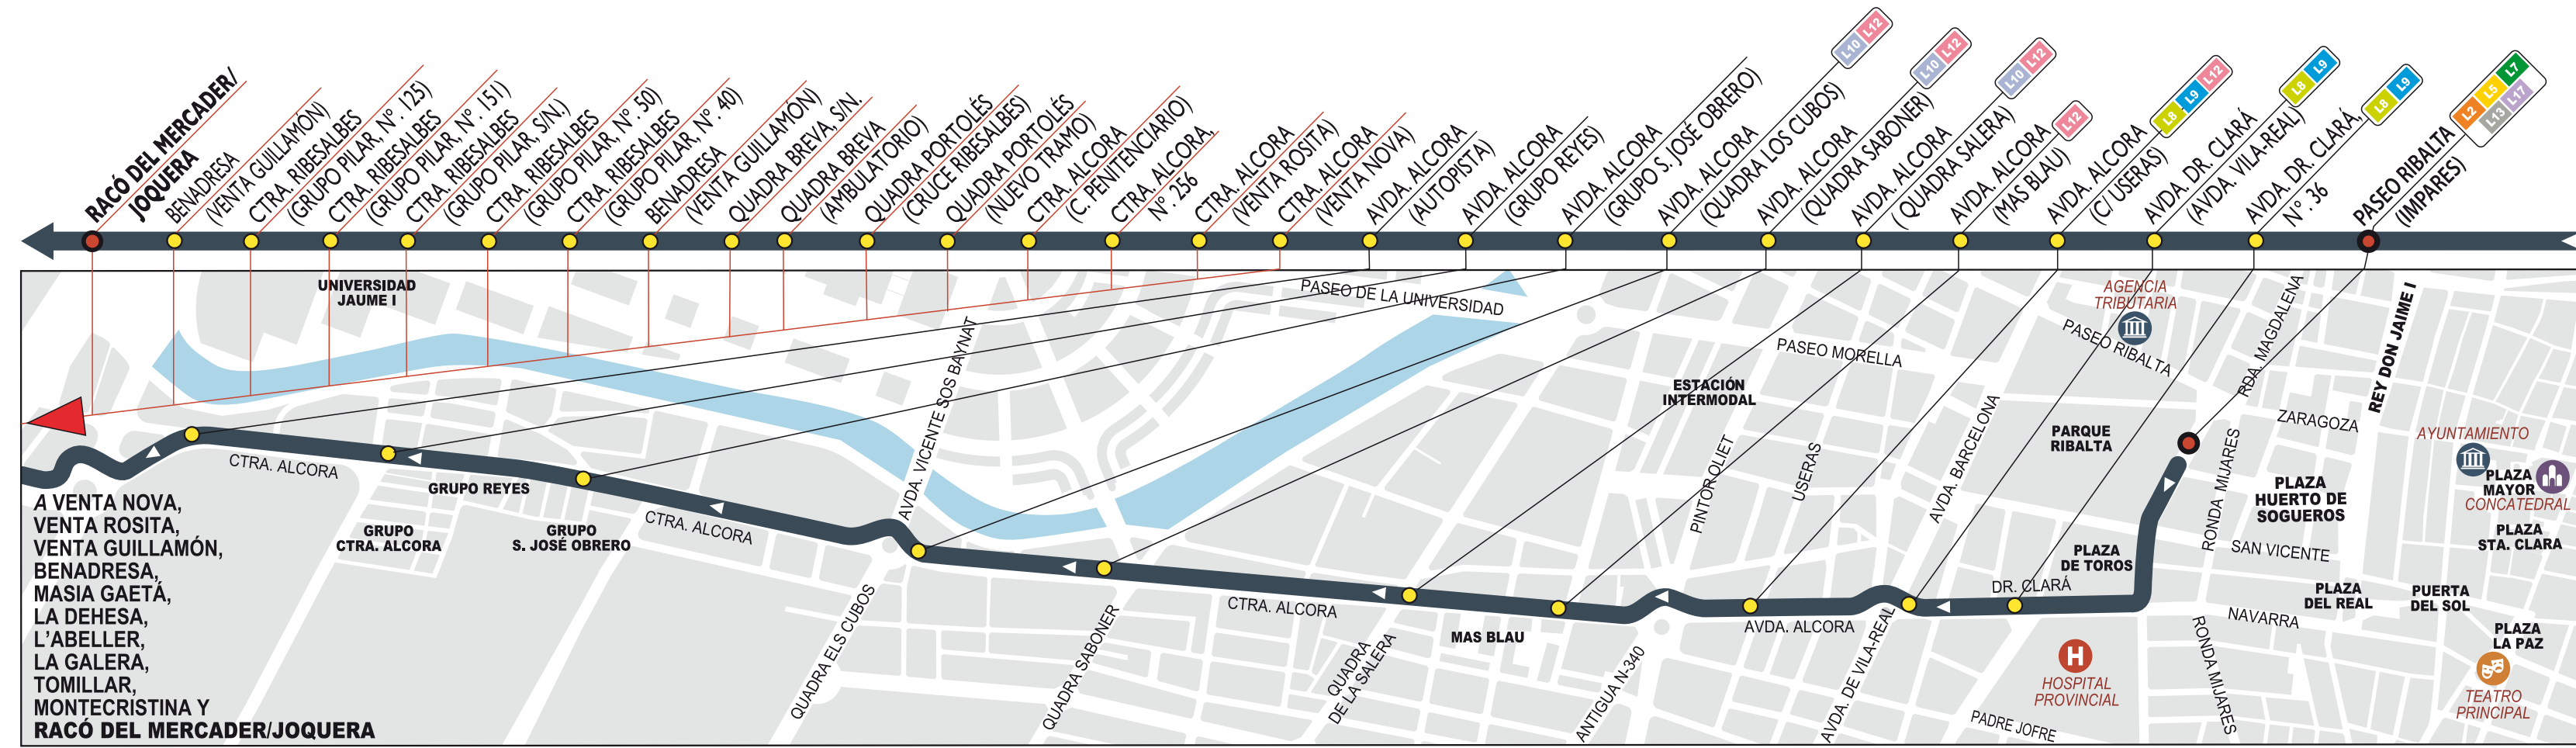 RACÓ DEL MERCADER/
JOQUERA
BENADRESA
(VENTA GUILLAMÓN)
CTRA. RIBESALBES
(GRUPO PILAR, N°. 125)
CTRA. RIBESALBES
(GRUPO PILAR, N°. 151)
CTRA. RIBESALBES
(GRUPO PILAR, S/N.)
CTRA. RIBESALBES
(GRUPO PILAR, N°. 50)
CTRA. RIBESALBES
(GRUPO PILAR, N°. 40)
BENADRESA
(VENTA GUILLAMÓN)
QUADRA BREVA, S/N.
QUADRA BREVA
(AMBULATORIO)
QUADRA PORTOLÉS
(CRUCE RIBESALBES)
QUADRA PORTOLÉS
(NUEVO TRAMO)
CTRA. ALCORA
(C. PENITENCIARIO)
CTRA. ALCORA,
N°. 256
CTRA. ALCORA
(VENTA ROSITA)
CTRA. ALCORA
(VENTA NOVA)
AVDA. ALCORA
(AUTOPISTA)
AVDA. ALCORA
(GRUPO REYES)
AVDA. ALCORA
(GRUPO S. JOSÉ OBRERO)
AVDA. ALCORA
(QUADRA LOS CUBOS)
L10 L12
AVDA. ALCORA
(QUADRA SABONER)
L10 L12
AVDA. ALCORA
( QUADRA SALERA)
L10 L12
AVDA. ALCORA
(MAS BLAU)
L12
AVDA. ALCORA
(C/ USERAS)
L8 L9 L12
AVDA. DR. CLARÁ
(AVDA. VILA-REAL)
L8 L9
AVDA. DR. CLARÁ,
N°. 36
L8 L9
PASEO RIBALTA
(IMPARES)
L2 L5 L7
L13 L17
UNIVERSIDAD
JAUME I
PASEO DE LA UNIVERSIDAD
AGENCIA
TRIBUTARIA
PASEO RIBALTA
RDA. MAGDALENA
REY DON JAIME I
PASEO MORELLA
ESTACIÓN
INTERMODAL
AVDA. VICENTE SOS BAYNAT
PINTOR OLIET
USERAS
AVDA. BARCELONA
PARQUE
RIBALTA
ZARAGOZA
AYUNTAMIENTO
PLAZA
MAYOR
CONCATEDRAL
RONDA MIJARES
PLAZA
HUERTO DE
SOGUEROS
PLAZA
STA. CLARA
SAN VICENTE
CTRA. ALCORA
GRUPO REYES
GRUPO
CTRA. ALCORA
GRUPO
S. JOSÉ OBRERO
CTRA. ALCORA
PLAZA
DE TOROS
DR. CLARÁ
PLAZA
DEL REAL
PUERTA
DEL SOL
NAVARRA
PLAZA
LA PAZ
CTRA. ALCORA
MAS BLAU
AVDA. ALCORA
QUADRA ELS CUBOS
QUADRA SABONER
QUADRA
DE LA SALERA
ANTIGUA N-340
AVDA. DE VILA-REAL
H
HOSPITAL
PROVINCIAL
PADRE JOFRE
RONDA MIJARES
TEATRO
PRINCIPAL
A VENTA NOVA,
VENTA ROSITA,
VENTA GUILLAMÓN,
BENADRESA,
MASIA GAETÁ,
LA DEHESA,
L'ABELLER,
LA GALERA,
TOMILLAR,
MONTECRISTINA Y
RACÓ DEL MERCADER/JOQUERA